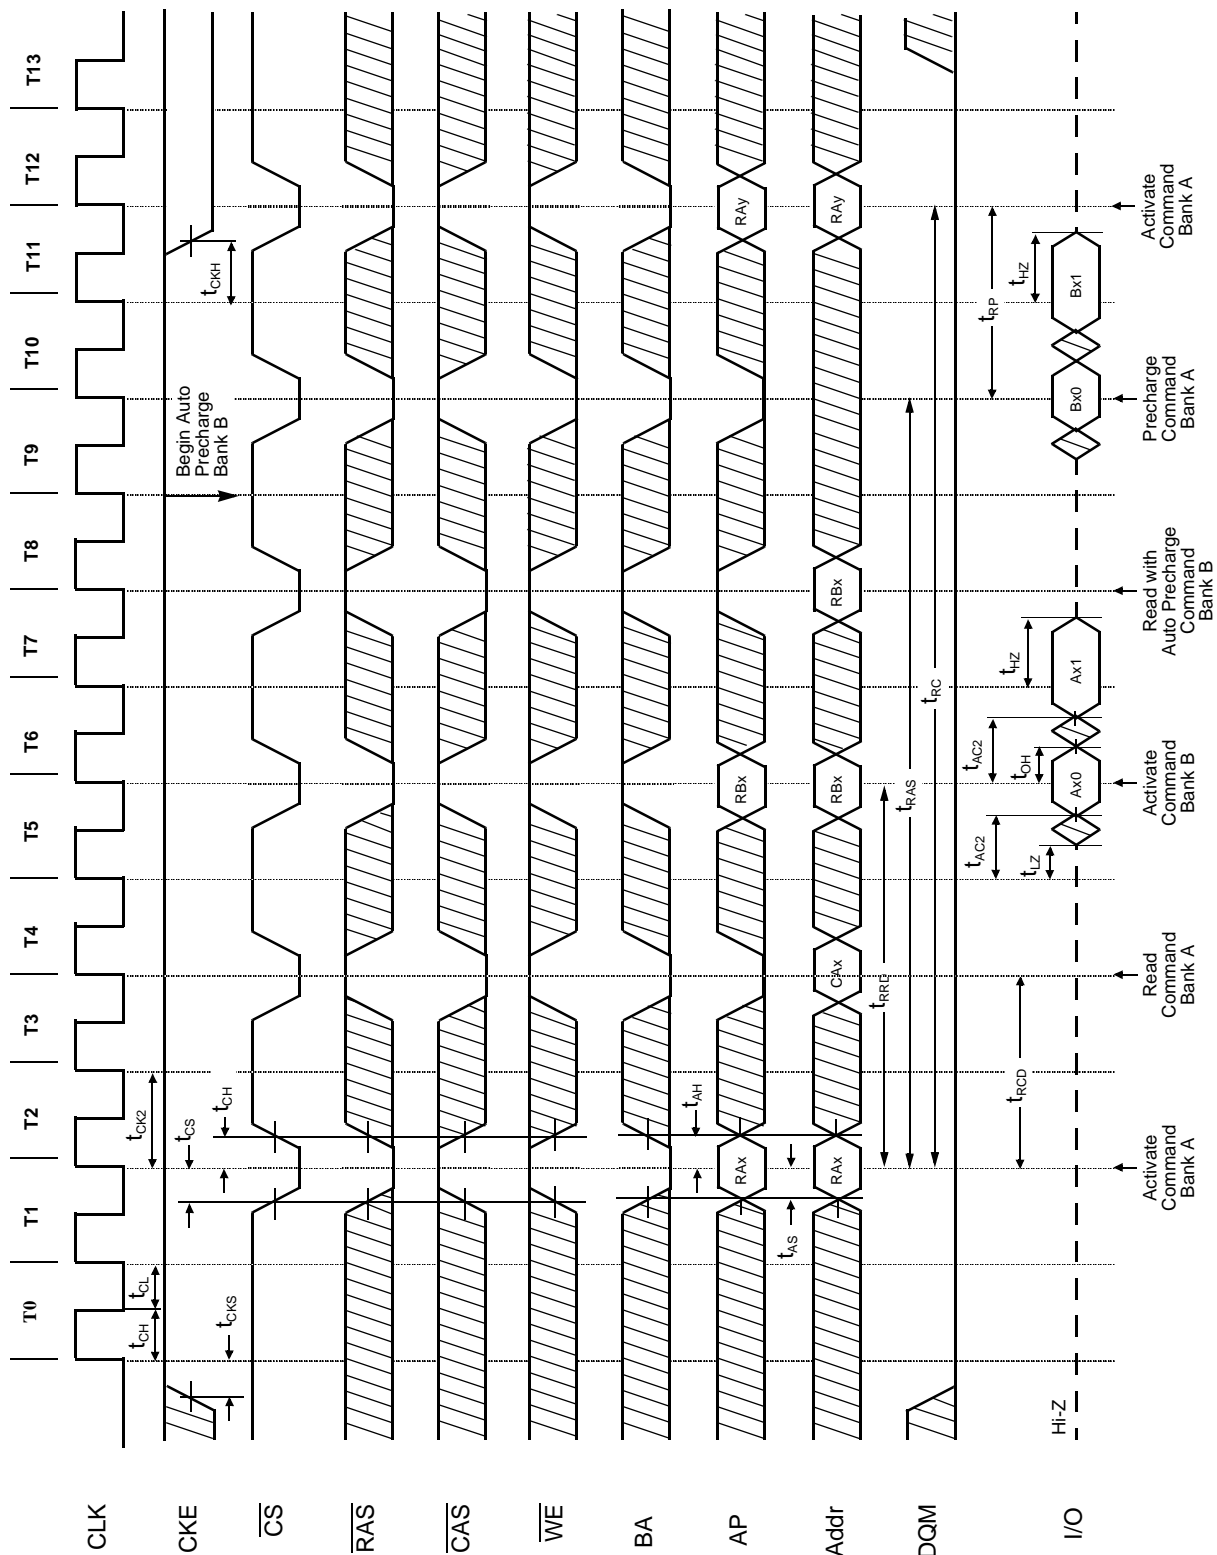 T0 T1 T2 T3 T4 T5 T6 T7 T8 T9 T10 T11 T12 T13
CLK
tCH tCL tCK2
CKE
tCKS tCS tCH
Begin Auto
Precharge
Bank B
tCKH
CS
RAS
CAS
WE
BA
tAH
AP
RAx RBx RAy
tAS
Addr
RAx CAx RBx RBx RAy
tRRD
tRAS
tRC
DQM
tRCD
tRP
tAC2 tAC2
tLZ tOH tHZ tHZ
I/O
Hi-Z
Ax0 Ax1 Bx0 Bx1
Activate
Command
Bank A
Read
Command
Bank A
Activate
Command
Bank B
Read with
Auto Precharge
Command
Bank B
Precharge
Command
Bank A
Activate
Command
Bank A